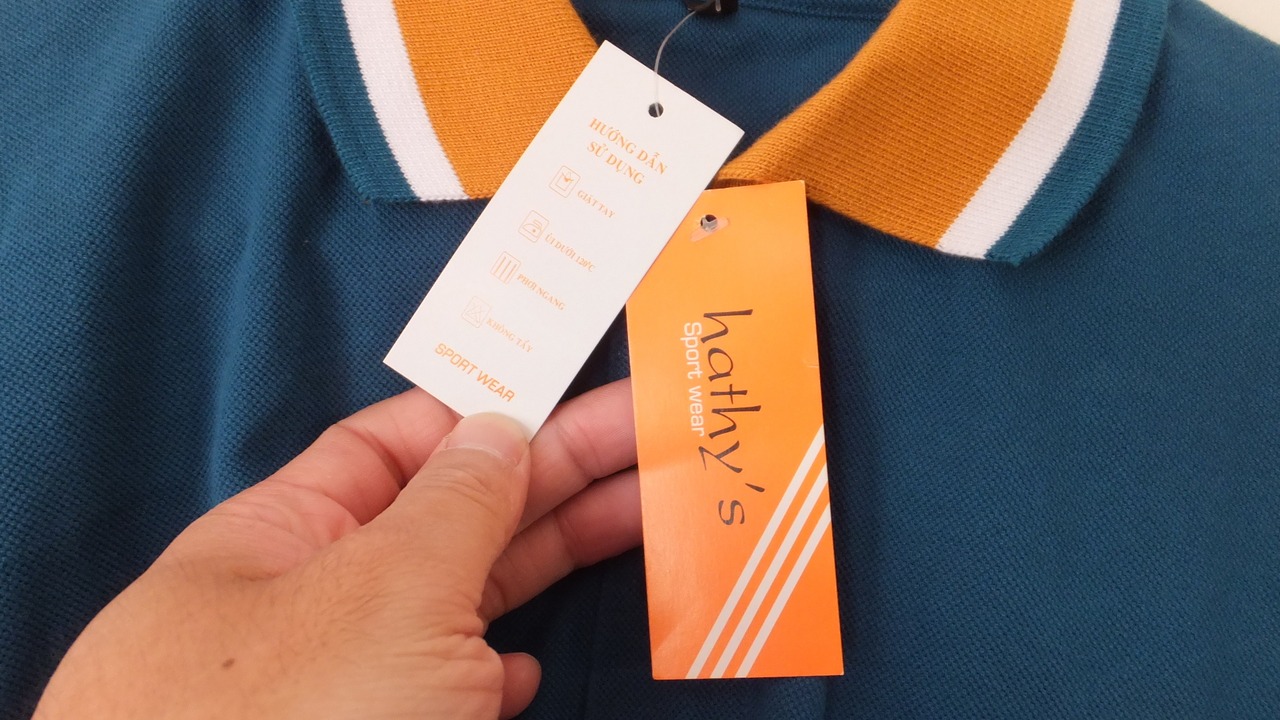 HƯỚNG DẪN
SỬ DỤNG
GIẶT TAY
ỦI DƯỚI 120°C
PHƠI NGANG
KHÔNG TẨY
SPORT WEAR
hathy's
Sport wear